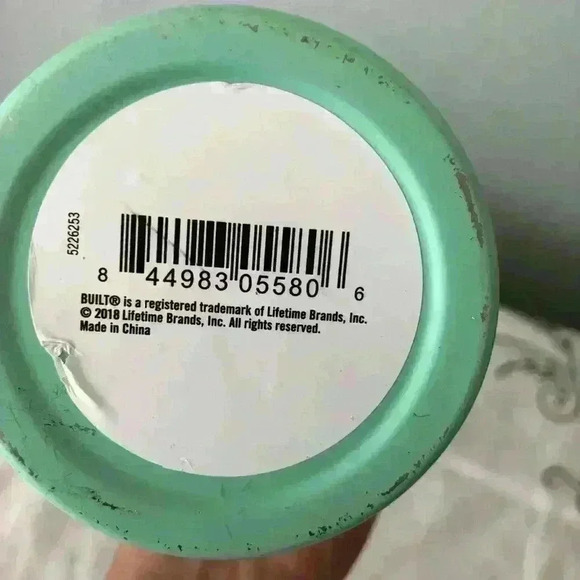 5226253
8 44983 05580 6
BUILT® is a registered trademark of Lifetime Brands, Inc.
© 2018 Lifetime Brands, Inc. All rights reserved.
Made in China